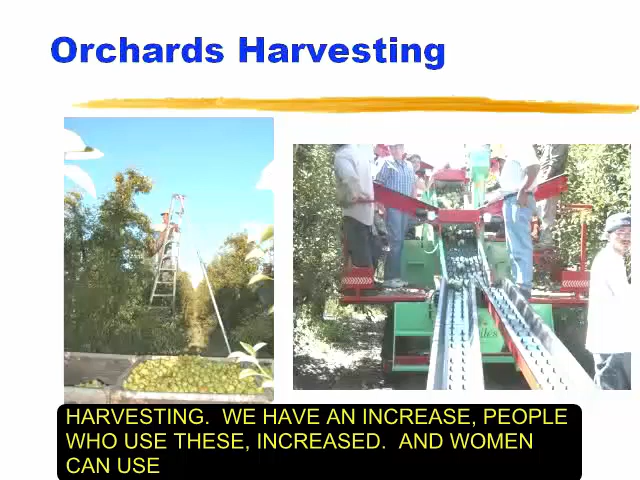 Orchards Harvesting
HARVESTING.  WE HAVE AN INCREASE, PEOPLE
WHO USE THESE, INCREASED.  AND WOMEN
CAN USE